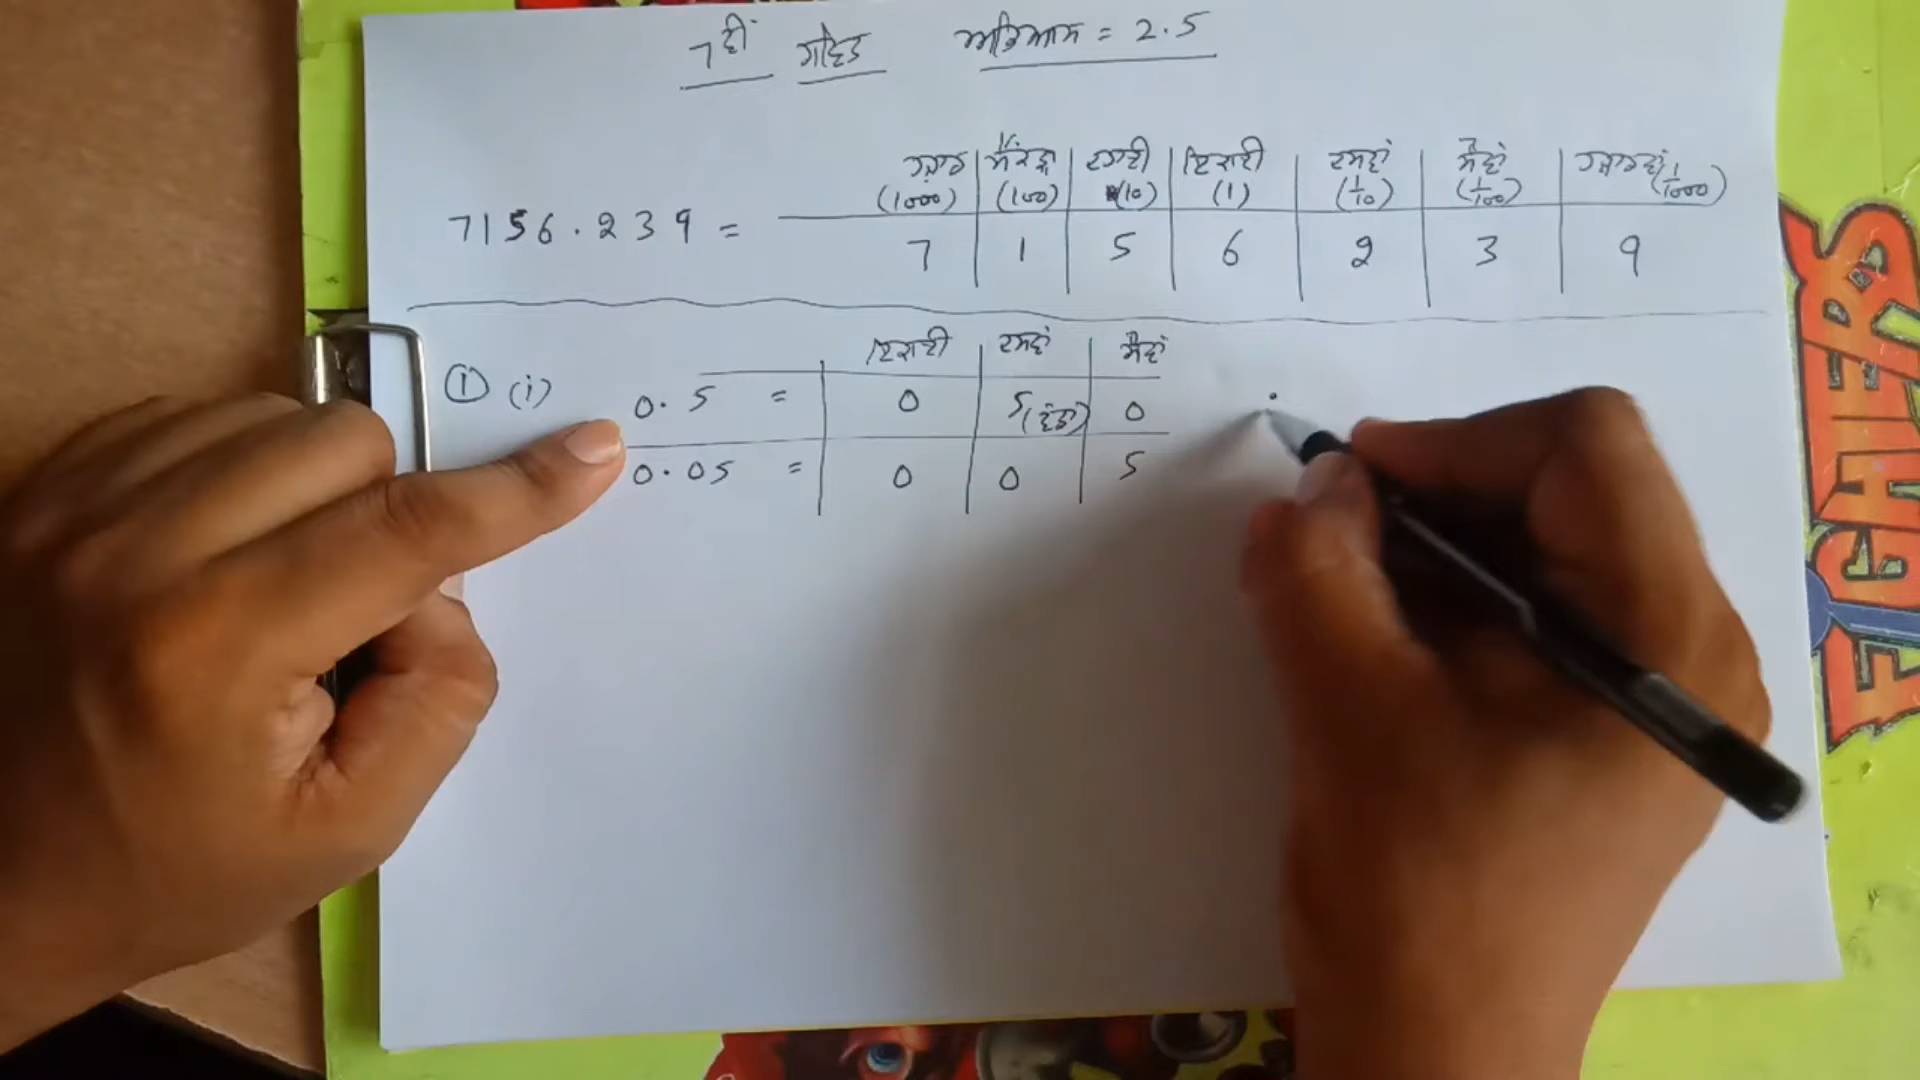 7ਵੀਂ ਗਣਿਤ ਅਭਿਆਸ = 2.5
ਹਜ਼ਾਰ ਸੈਂਕੜਾ ਦਹਾਈ ਇਕਾਈ ਦਸਵਾਂ ਸੌਵਾਂ ਹਜ਼ਾਰਵਾਂ
(1000) (100) (10) (1) (1/10) (1/100) (1/1000)
7156.239 = 7 1 5 6 2 3 9
ਇਕਾਈ ਦਸਵਾਂ ਸੌਵਾਂ
① (i) 0.5 = 0 5 (ਵੱਡਾ) 0
0.05 = 0 0 5